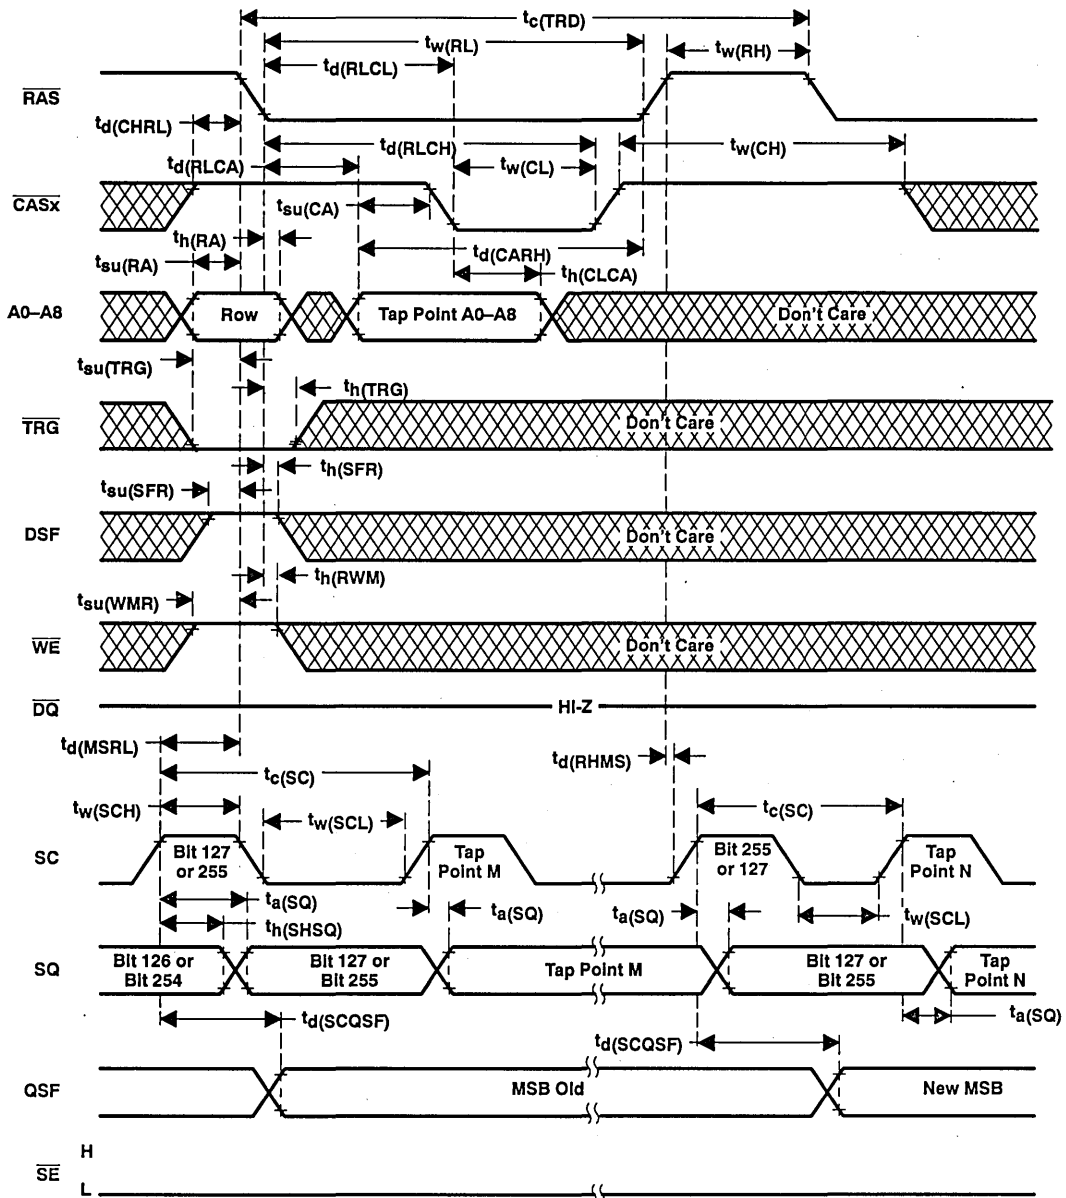 tc(TRD)
tw(RL)
tw(RH)
td(RLCL)
RAS
td(CHRL)
td(RLCH)
tw(CH)
td(RLCA)
tw(CL)
CASx
tsu(CA)
th(RA)
td(CARH)
tsu(RA)
th(CLCA)
A0–A8
Row
Tap Point A0–A8
Don't Care
tsu(TRG)
th(TRG)
TRG
Don't Care
th(SFR)
tsu(SFR)
DSF
Don't Care
th(RWM)
tsu(WMR)
WE
Don't Care
DQ
HI-Z
td(MSRL)
td(RHMS)
tc(SC)
tw(SCH)
tw(SCL)
tc(SC)
SC
Bit 127
or 255
Tap
Point M
Bit 255
or 127
Tap
Point N
ta(SQ)
ta(SQ)
ta(SQ)
tw(SCL)
th(SHSQ)
SQ
Bit 126 or
Bit 254
Bit 127 or
Bit 255
Tap Point M
Bit 127 or
Bit 255
Tap
Point N
td(SCQSF)
ta(SQ)
td(SCQSF)
QSF
MSB Old
New MSB
H
SE
L